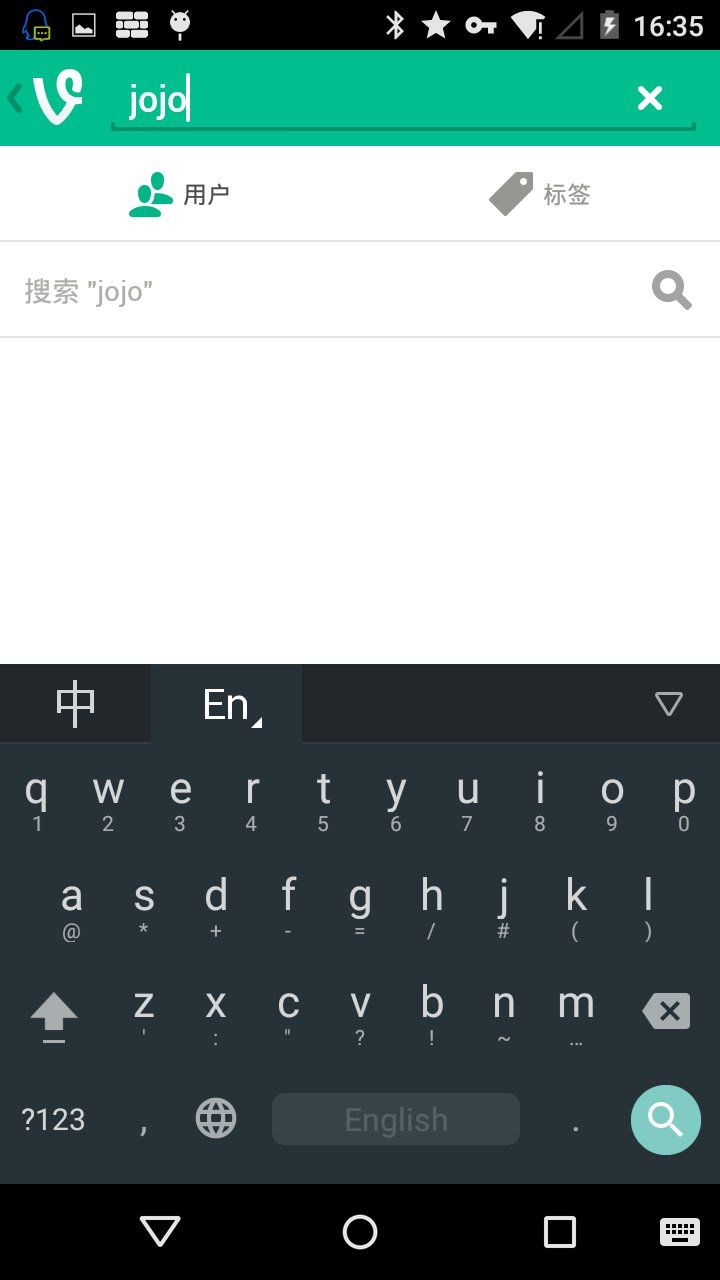 16:35
jojo
用户 标签
搜索 "jojo"
中 En
q w e r t y u i o p
1 2 3 4 5 6 7 8 9 0
a s d f g h j k l
@ * + - = / # ( )
z x c v b n m
' : " ? ! ~ ...
?123 , English .